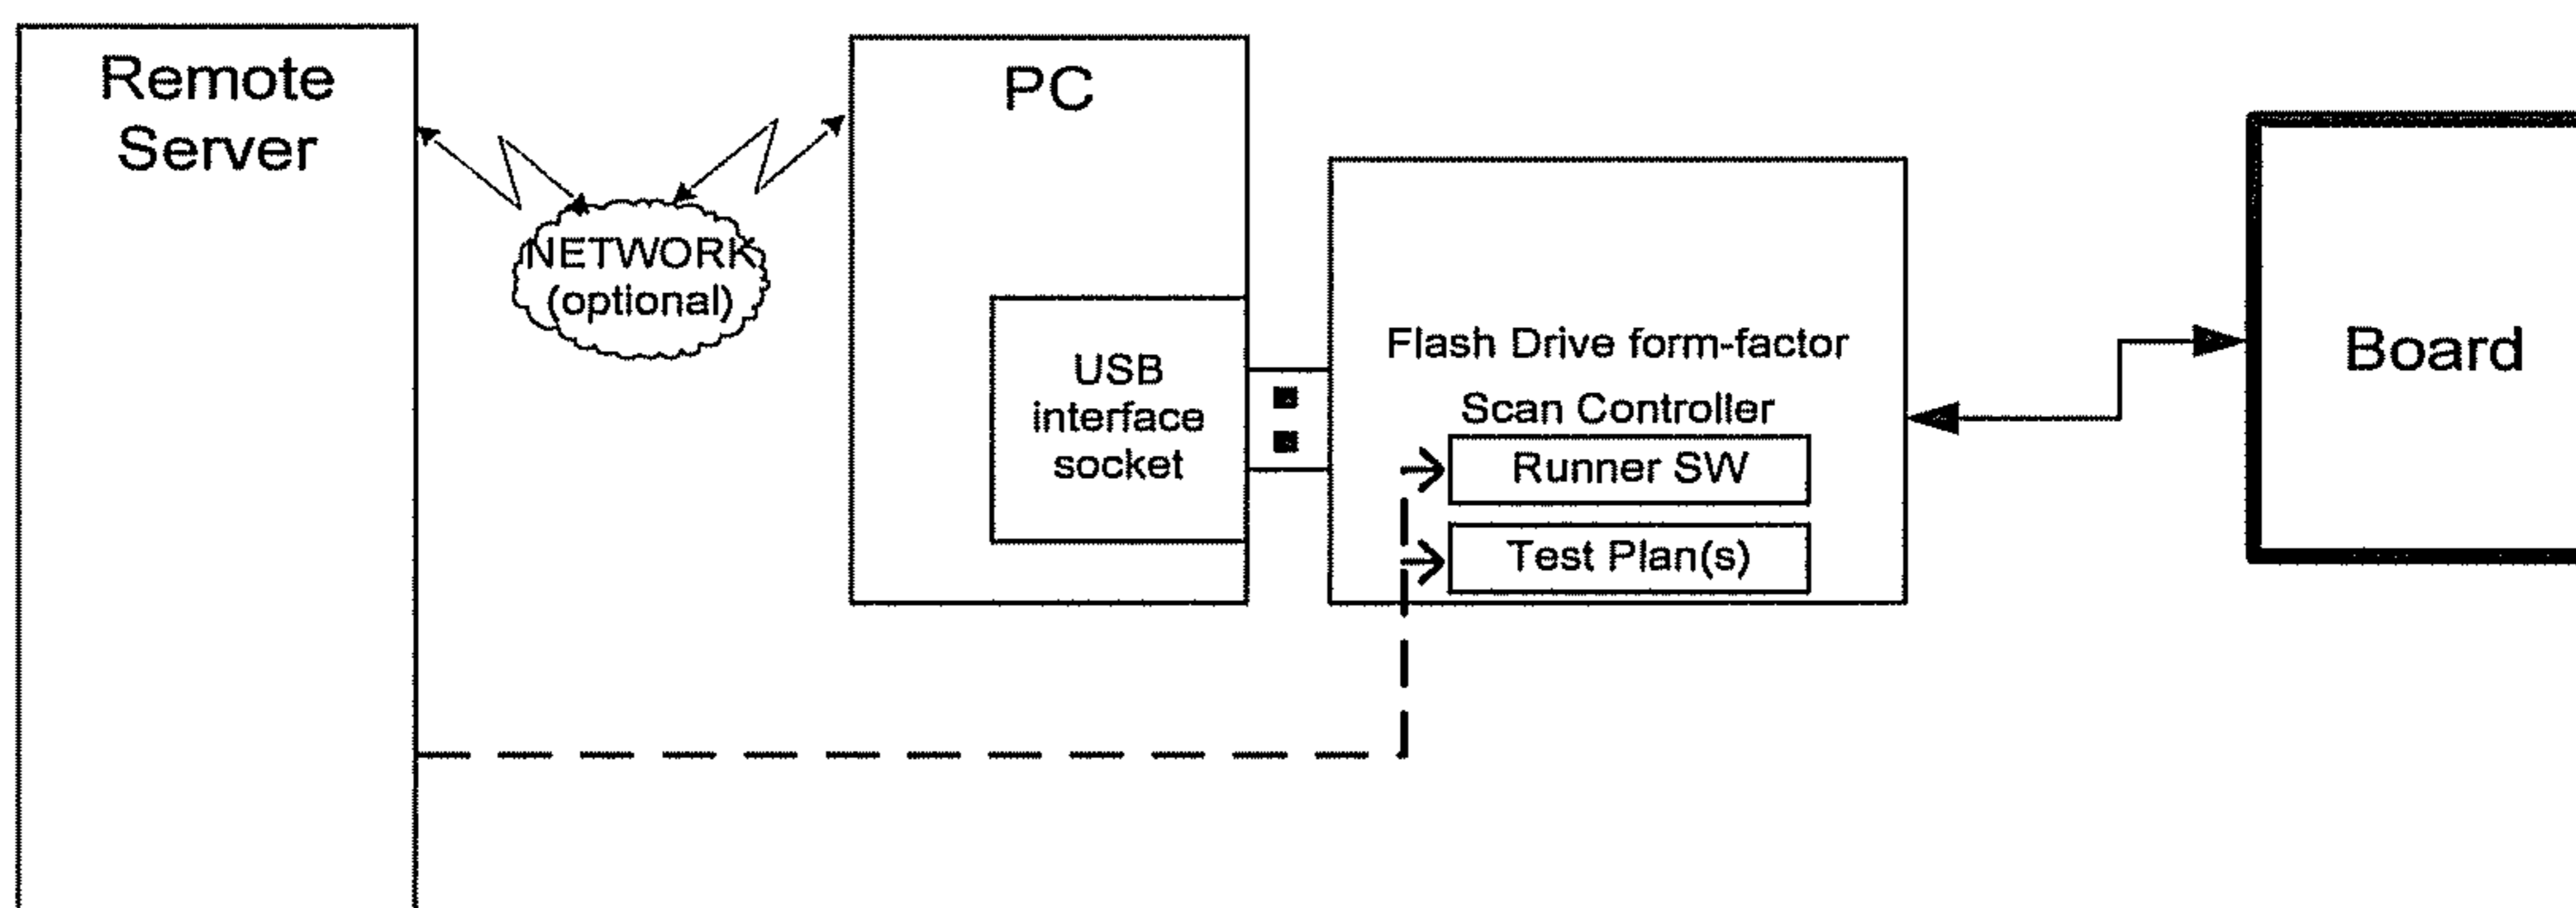 Remote
Server
PC
NETWORK
(optional)
USB
interface
socket
Flash Drive form-factor
Scan Controller
Runner SW
Test Plan(s)
Board